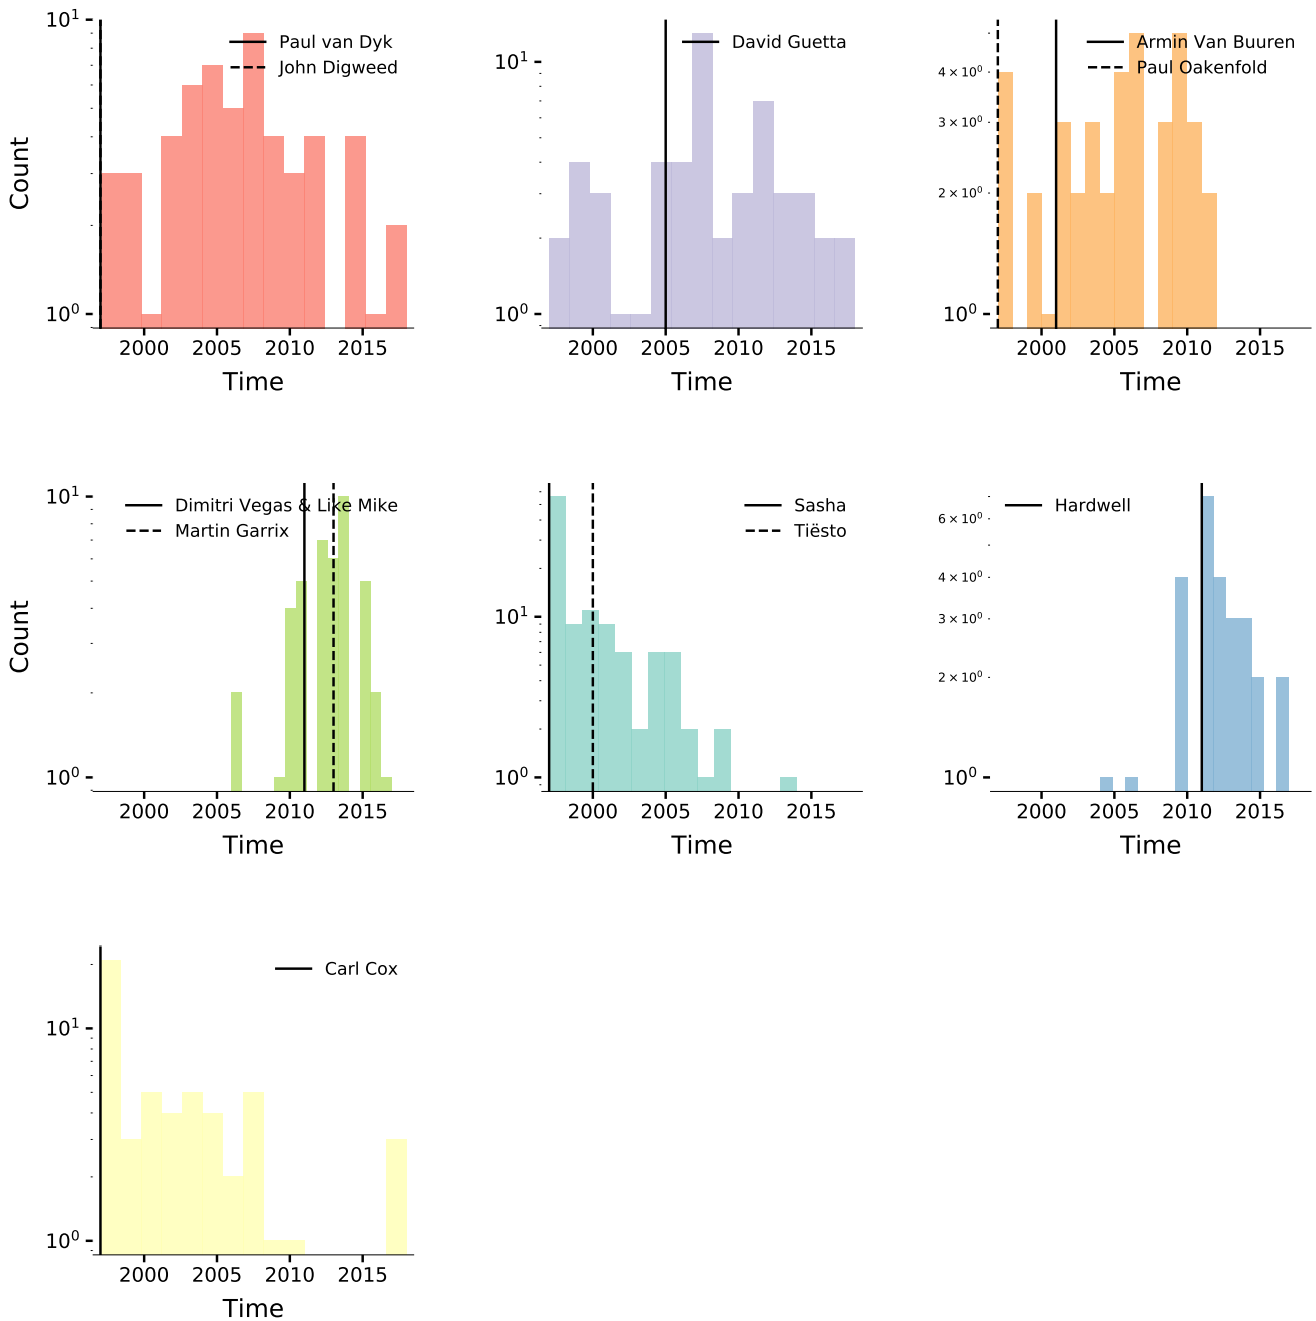 Paul van Dyk
John Digweed
10¹
10⁰
Count
2000 2005 2010 2015
Time
David Guetta
10¹
10⁰
2000 2005 2010 2015
Time
Armin Van Buuren
Paul Oakenfold
4 × 10⁰
3 × 10⁰
2 × 10⁰
10⁰
2000 2005 2010 2015
Time
Dimitri Vegas & Like Mike
Martin Garrix
10¹
10⁰
Count
2000 2005 2010 2015
Time
Sasha
Tiësto
10¹
10⁰
2000 2005 2010 2015
Time
Hardwell
6 × 10⁰
4 × 10⁰
3 × 10⁰
2 × 10⁰
10⁰
2000 2005 2010 2015
Time
Carl Cox
10¹
10⁰
2000 2005 2010 2015
Time